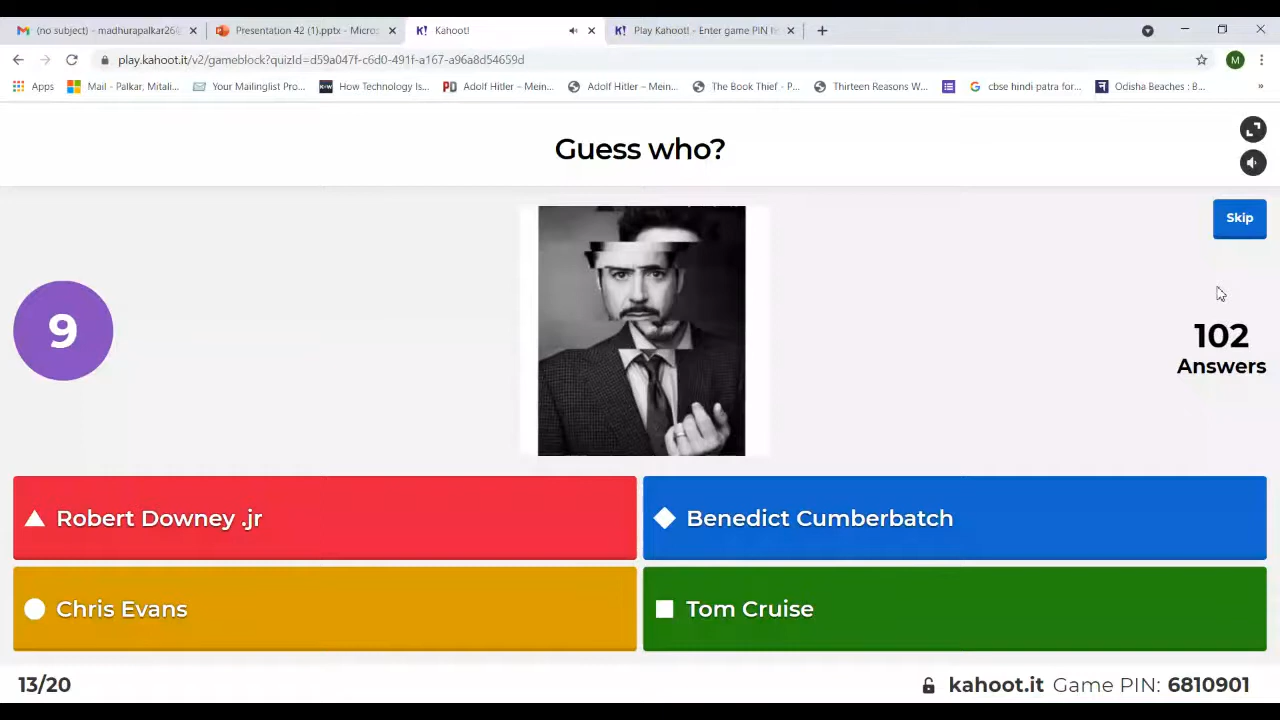 (no subject) - madhurapalkar26@
Presentation 42 (1).pptx - Micros
K! Kahoot!
K! Play Kahoot! - Enter game PIN h
play.kahoot.it/v2/gameblock?quizId=d59a047f-c6d0-491f-a167-a96a8d54659d
M
Apps
Mail - Palkar, Mitali...
Your Mailinglist Pro...
How Technology Is...
PD Adolf Hitler – Mein...
Adolf Hitler – Mein...
The Book Thief - P...
Thirteen Reasons W...
G cbse hindi patra for...
Odisha Beaches : B...
»
Guess who?
Skip
9
102
Answers
Robert Downey .jr
Benedict Cumberbatch
Chris Evans
Tom Cruise
13/20
kahoot.it Game PIN: 6810901